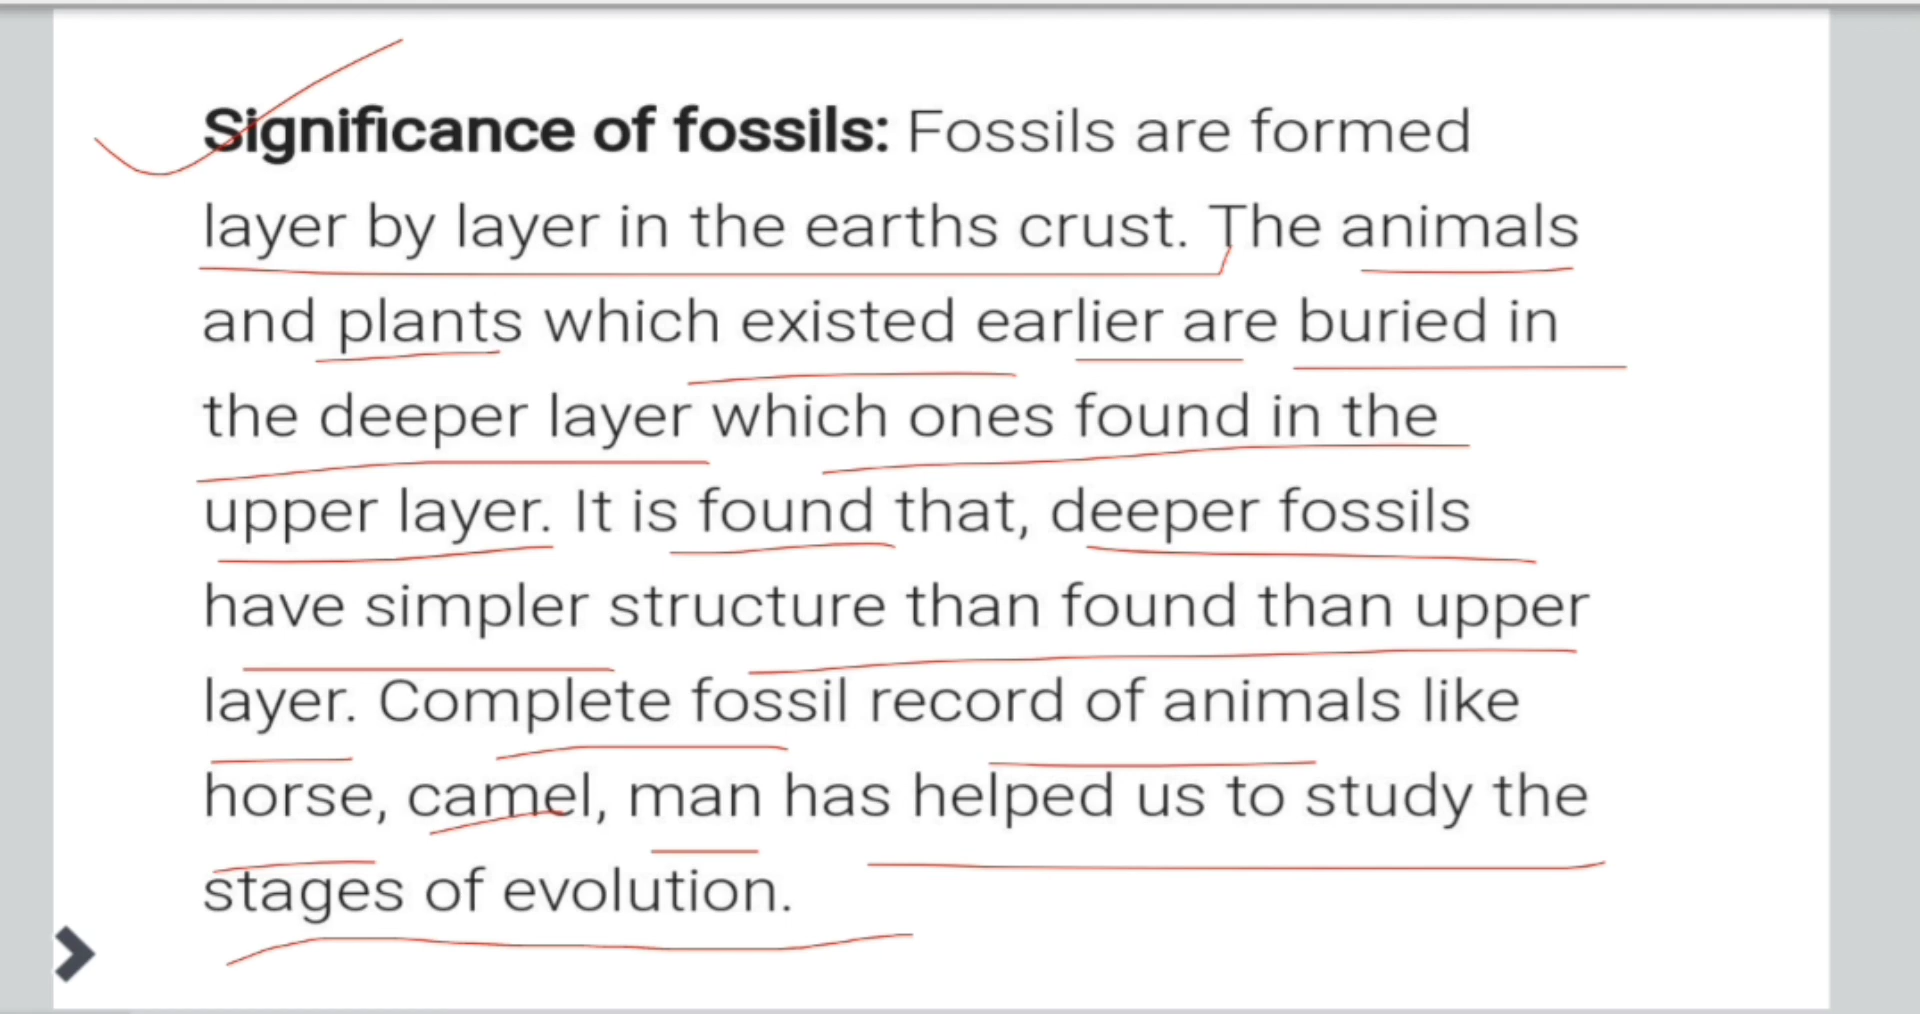 Significance of fossils: Fossils are formed
layer by layer in the earths crust. The animals
and plants which existed earlier are buried in
the deeper layer which ones found in the
upper layer. It is found that, deeper fossils
have simpler structure than found than upper
layer. Complete fossil record of animals like
horse, camel, man has helped us to study the
stages of evolution.